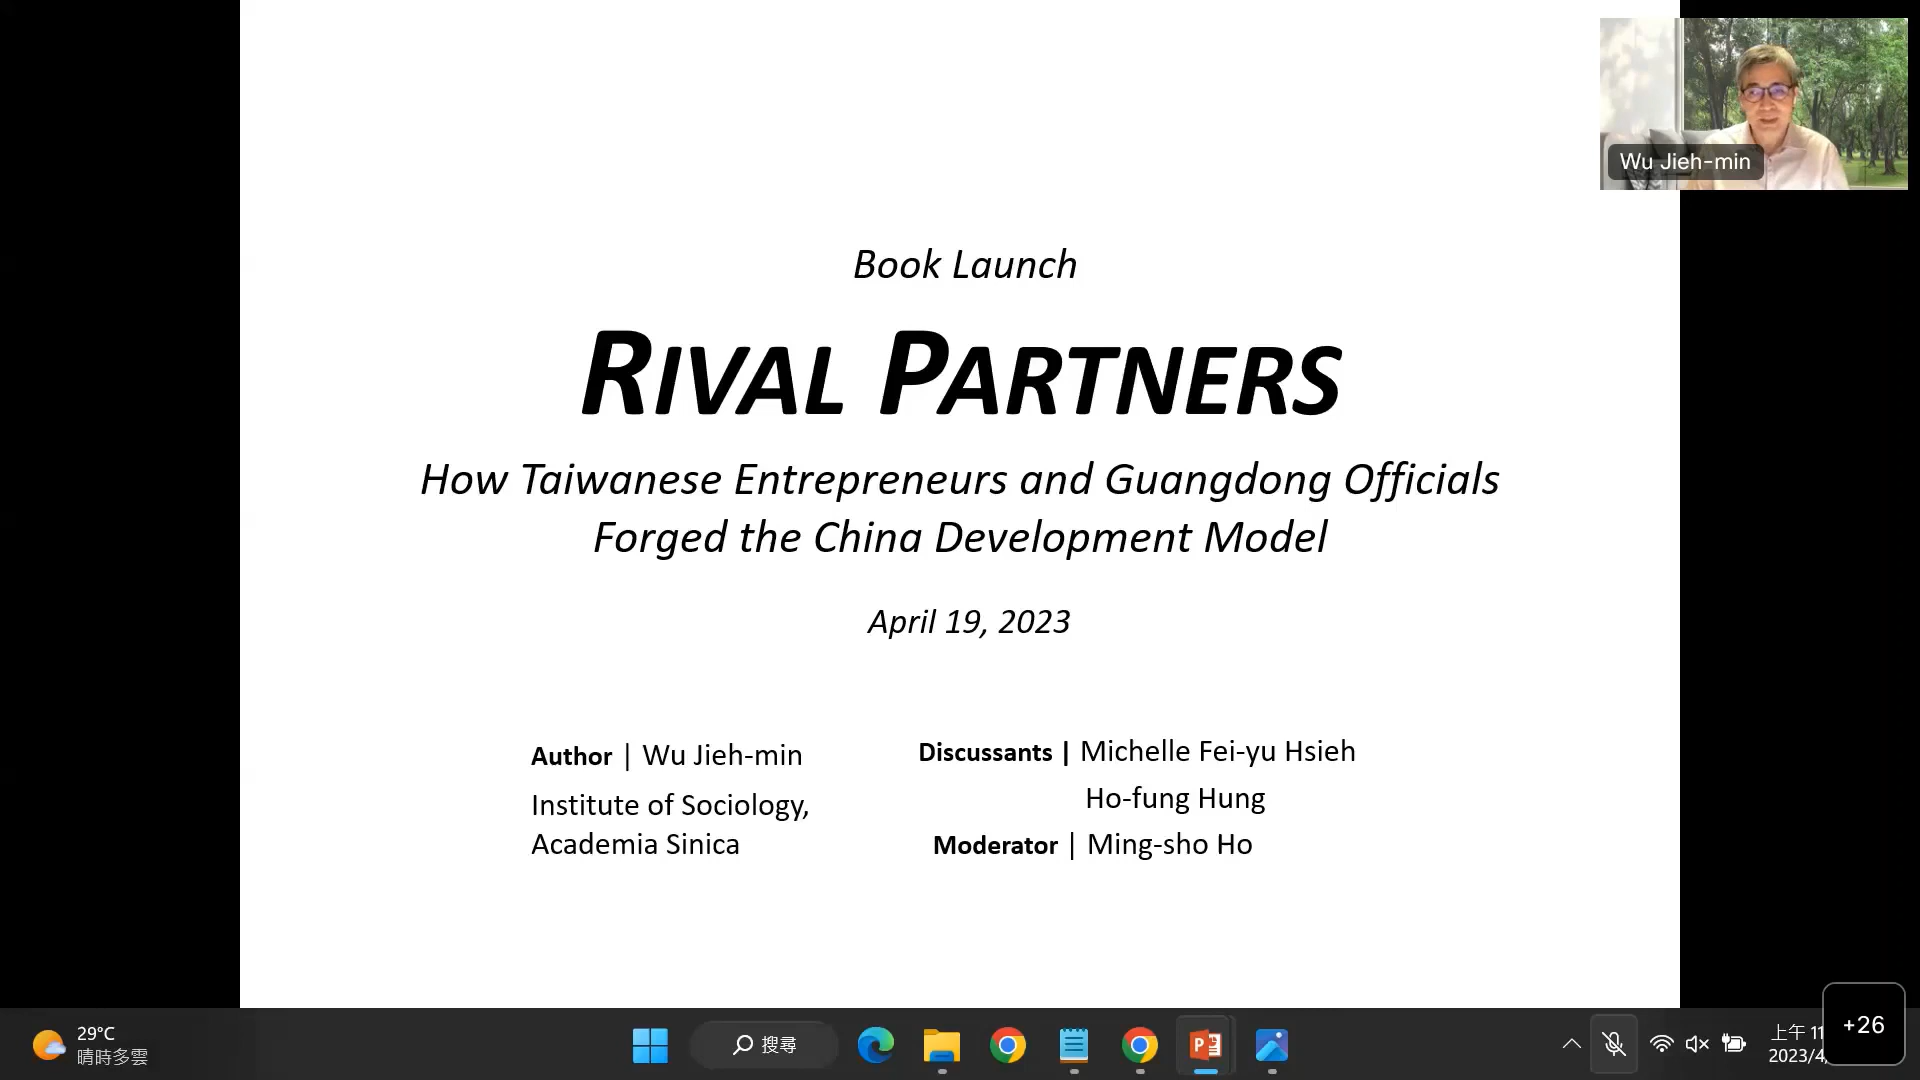 Wu Jieh-min
Book Launch
RIVAL PARTNERS
How Taiwanese Entrepreneurs and Guangdong Officials
Forged the China Development Model
April 19, 2023
Author | Wu Jieh-min
Institute of Sociology,
Academia Sinica
Discussants | Michelle Fei-yu Hsieh
Ho-fung Hung
Moderator | Ming-sho Ho
29°C
晴時多雲
搜尋
上午 11
2023/4/
+26